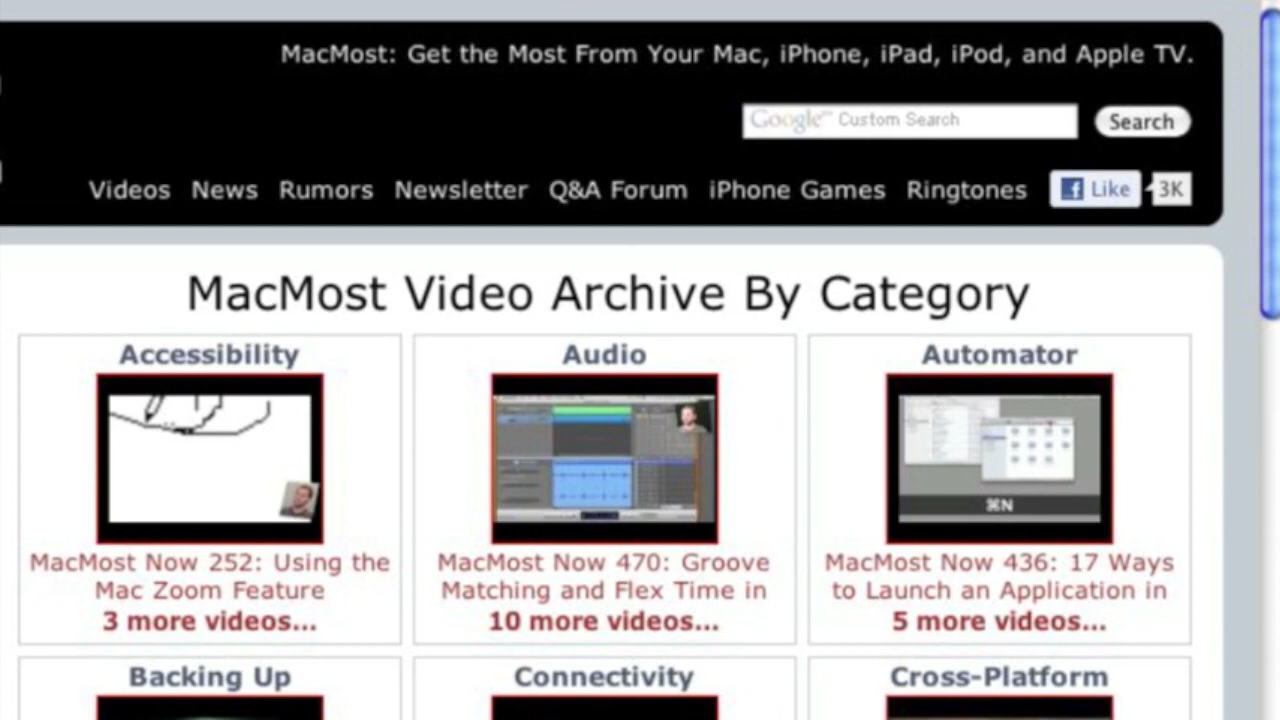 MacMost: Get the Most From Your Mac, iPhone, iPad, iPod, and Apple TV.
Google™ Custom Search Search
Videos News Rumors Newsletter Q&A Forum iPhone Games Ringtones Like 3K
MacMost Video Archive By Category
Accessibility Audio Automator
⌘N
MacMost Now 252: Using the MacMost Now 470: Groove MacMost Now 436: 17 Ways
Mac Zoom Feature Matching and Flex Time in to Launch an Application in
3 more videos... 10 more videos... 5 more videos...
Backing Up Connectivity Cross-Platform